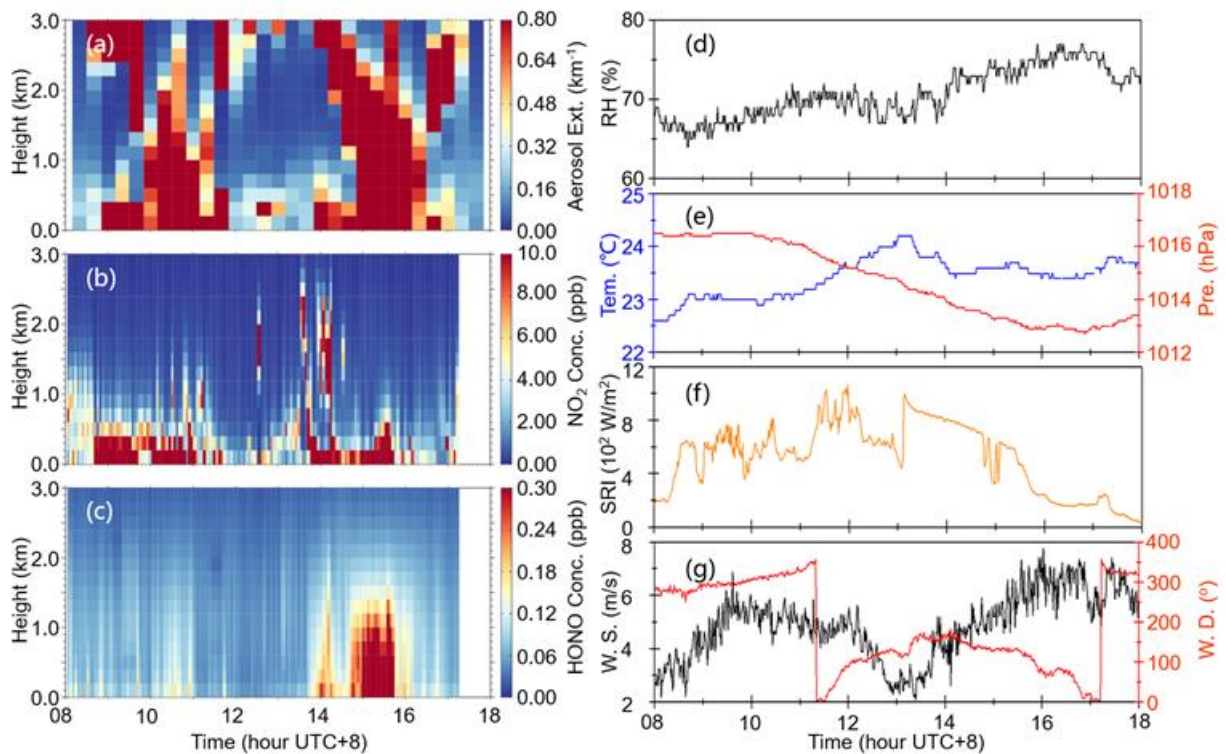 (a)
Height (km)
3.0
2.0
1.0
0.0
0.80
0.64
0.48
0.32
0.16
0.00
Aerosol Ext. (km⁻¹)
(b)
Height (km)
3.0
2.0
1.0
0.0
10.0
8.00
6.00
4.00
2.00
0.00
NO₂ Conc. (ppb)
(c)
Height (km)
3.0
2.0
1.0
0.0
0.30
0.24
0.18
0.12
0.06
0.00
HONO Conc. (ppb)
08 10 12 14 16 18
Time (hour UTC+8)
(d)
RH (%)
80
70
60
(e)
Tem. (℃)
25
24
23
22
1018
1016
1014
1012
Pre. (hPa)
(f)
SRI (10² W/m²)
12
8
4
0
(g)
W. S. (m/s)
8
6
4
2
400
300
200
100
0
W. D. (°)
08 10 12 14 16 18
Time (hour UTC+8)